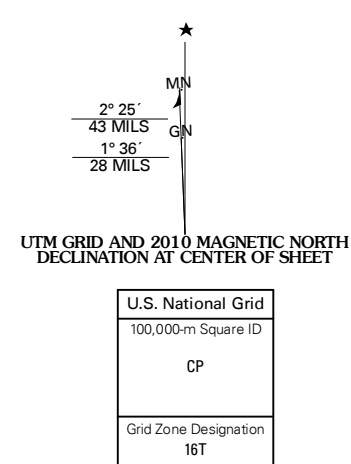 ★
MN
2° 25´
43 MILS
GN
1° 36´
28 MILS
UTM GRID AND 2010 MAGNETIC NORTH
DECLINATION AT CENTER OF SHEET
U.S. National Grid
100,000-m Square ID
CP
Grid Zone Designation
16T